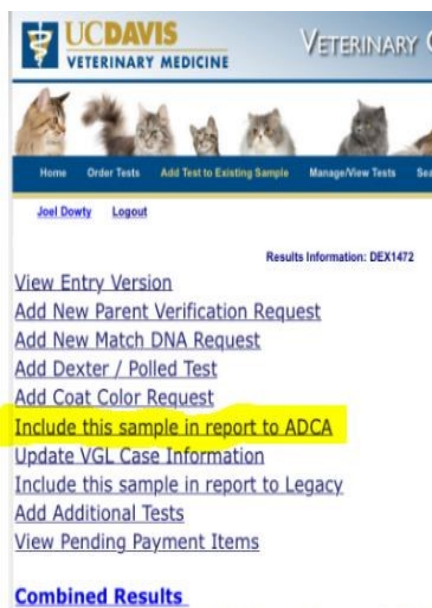 UCDAVIS
VETERINARY MEDICINE
VETERINARY
Home Order Tests Add Test to Existing Sample Manage/View Tests
Joel Dowty Logout
Results Information: DEX1472
View Entry Version
Add New Parent Verification Request
Add New Match DNA Request
Add Dexter / Polled Test
Add Coat Color Request
Include this sample in report to ADCA
Update VGL Case Information
Include this sample in report to Legacy
Add Additional Tests
View Pending Payment Items
Combined Results